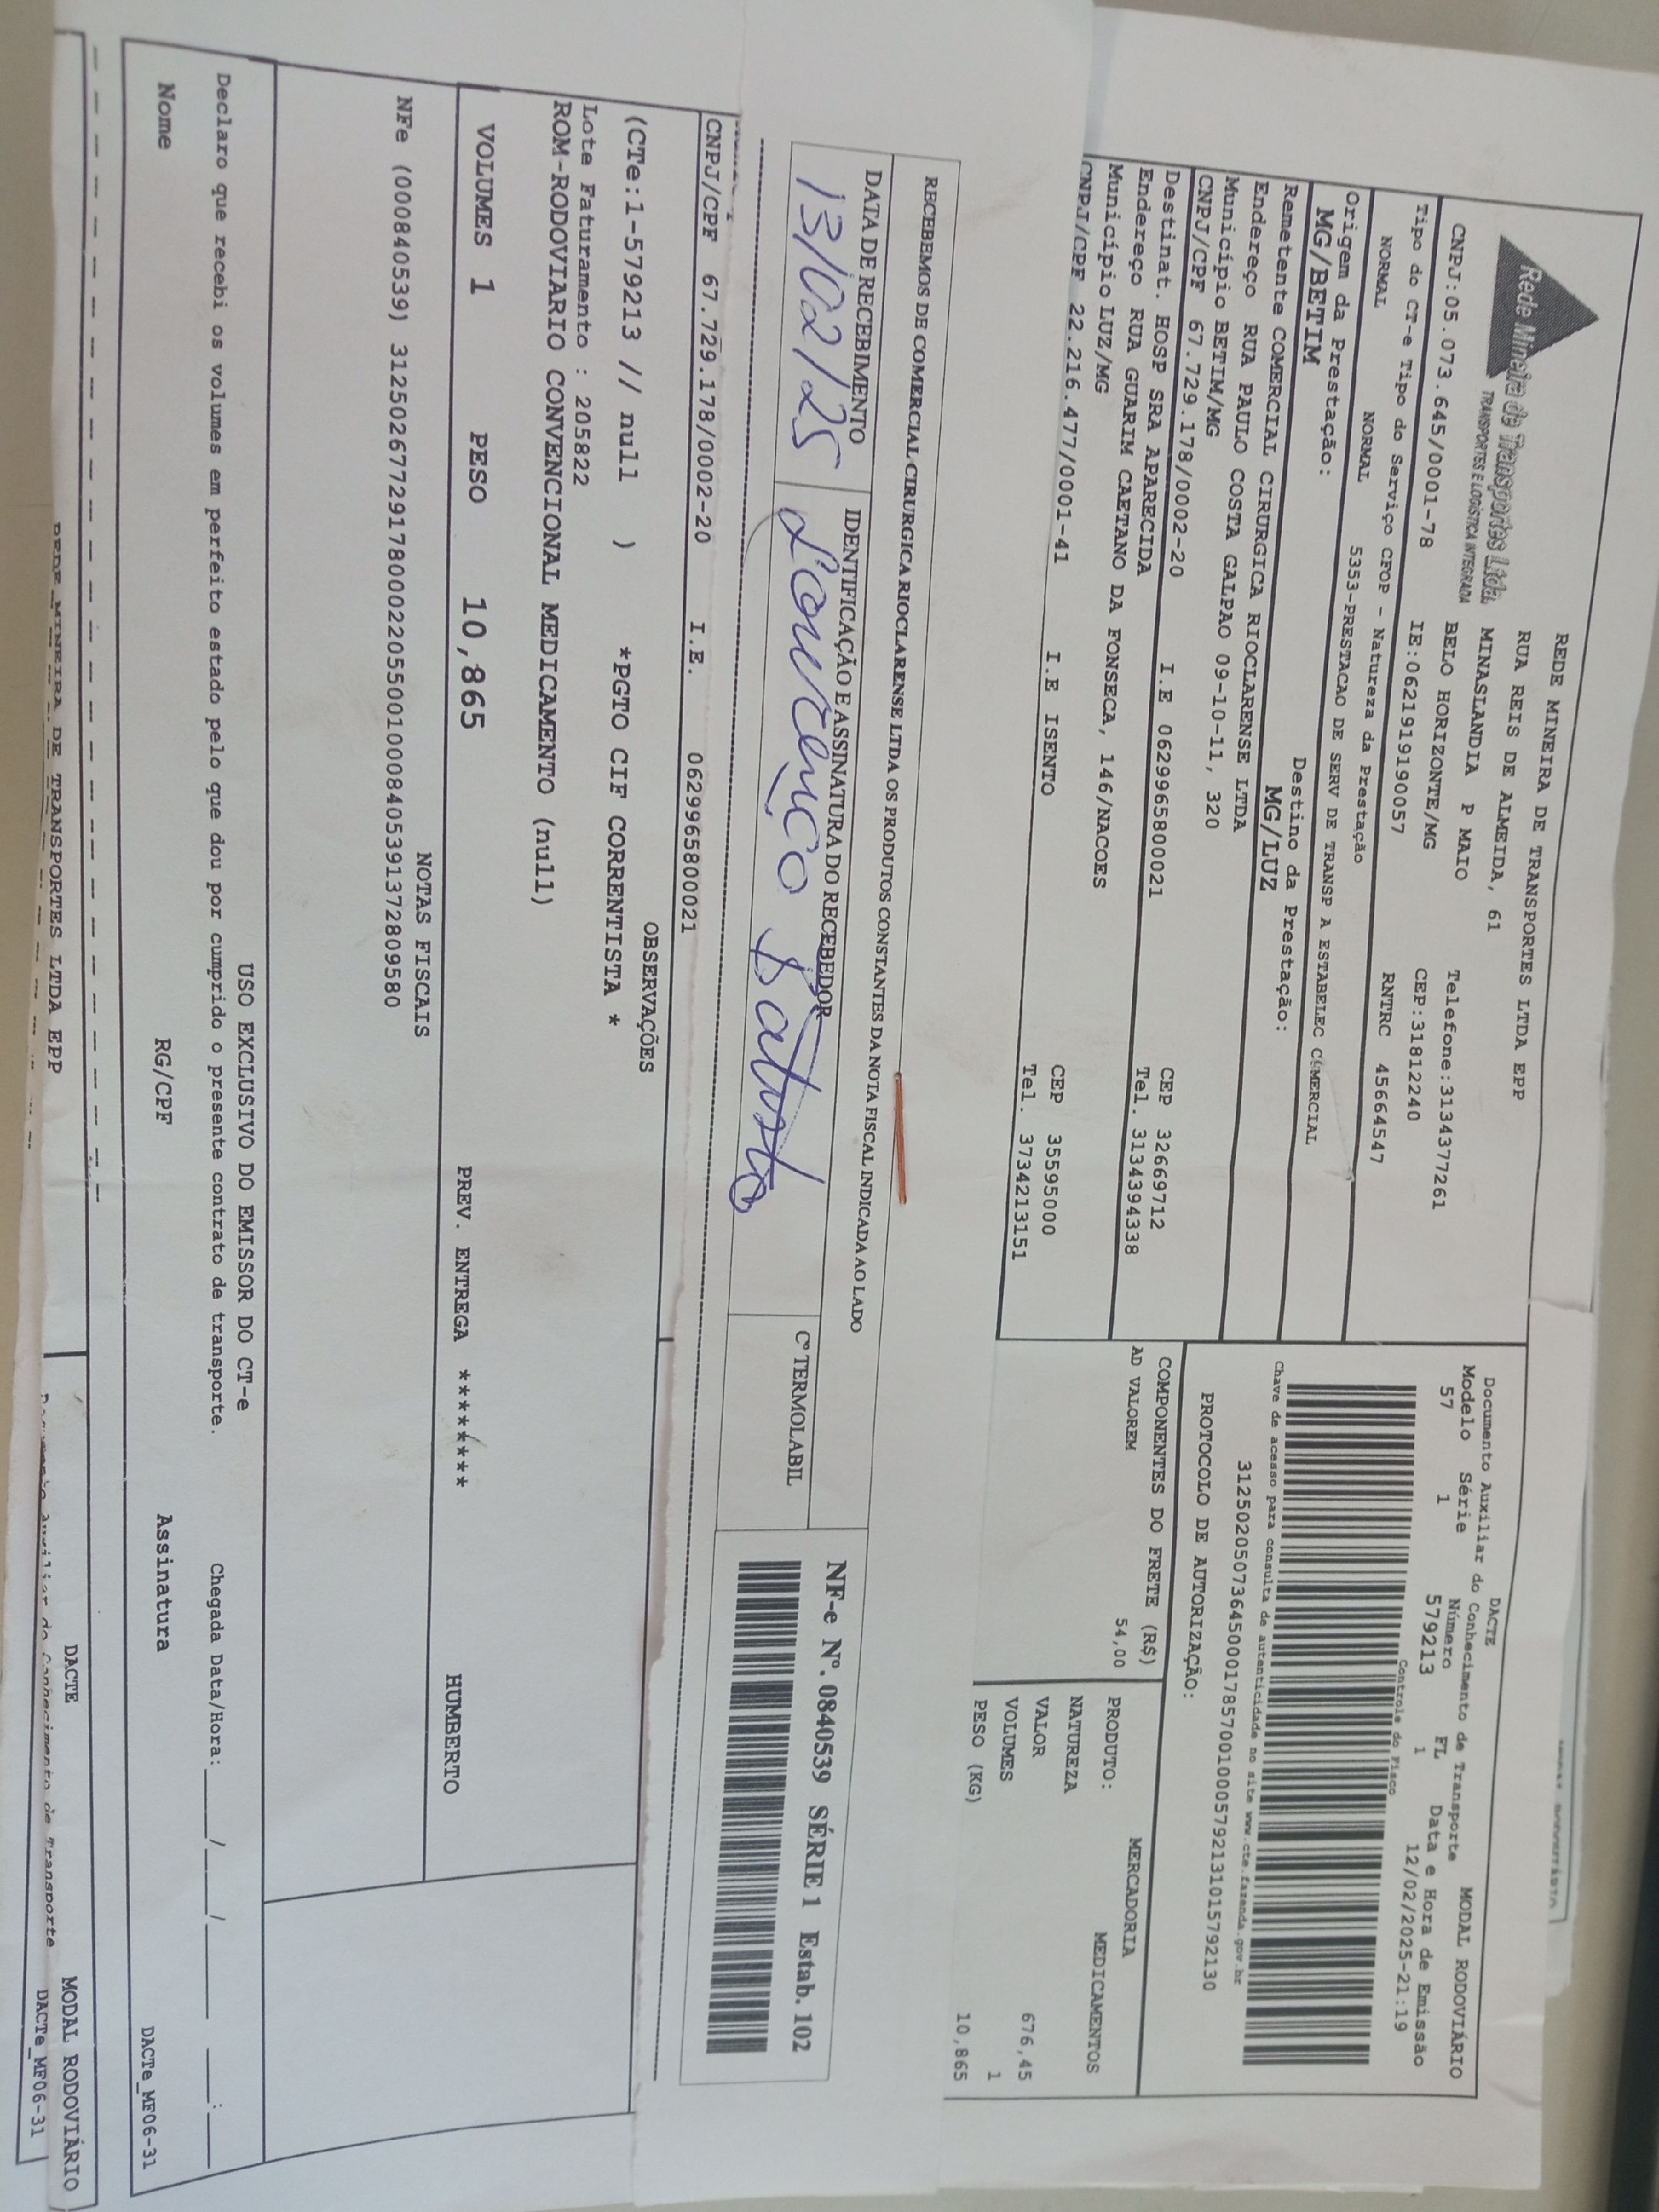 Rede Mineira de Transportes Ltda.
TRANSPORTES E LOGÍSTICA INTEGRADA
REDE MINEIRA DE TRANSPORTES LTDA EPP
RUA REIS DE ALMEIDA, 61
MINASLANDIA P MAIO
BELO HORIZONTE/MG
Telefone:3134377261
CNPJ:05.073.645/0001-78
IE:0621919190057
CEP:31812240
Tipo do CT-e Tipo do Serviço CFOP - Natureza da Prestação
RNTRC 45664547
NORMAL NORMAL 5353-PRESTACAO DE SERV DE TRANSP A ESTABELEC COMERCIAL
Origem da Prestação:
MG/BETIM
Destino da Prestação:
MG/LUZ
Remetente COMERCIAL CIRURGICA RIOCLARENSE LTDA
Endereço RUA PAULO COSTA GALPAO 09-10-11, 320
Município BETIM/MG
CEP 32669712
CNPJ/CPF 67.729.178/0002-20 I.E 0629965800021
Tel. 3134394338
Destinat. HOSP SRA APARECIDA
Endereço RUA GUARIM CAETANO DA FONSECA, 146/NACOES
Município LUZ/MG
CEP 35595000
CNPJ/CPF 22.216.477/0001-41 I.E ISENTO
Tel. 3734213151
DACTE
Documento Auxiliar do Conhecimento de Transporte
MODAL RODOVIÁRIO
Modelo Série Número FL Data e Hora de Emissão
57 1 579213 1 12/02/2025-21:19
Controle do Fisco
Chave de acesso para consulta de autenticidade no site www.cte.fazenda.gov.br
31250205073645000178570010005792131015792130
PROTOCOLO DE AUTORIZAÇÃO:
COMPONENTES DO FRETE (R$)
AD VALOREM 54,00
MERCADORIA
PRODUTO: MEDICAMENTOS
NATUREZA
VALOR 676,45
VOLUMES 1
PESO (KG) 10,865
RECEBEMOS DE COMERCIAL CIRURGICA RIOCLARENSE LTDA OS PRODUTOS CONSTANTES DA NOTA FISCAL INDICADA AO LADO
DATA DE RECEBIMENTO
13/02/25
IDENTIFICAÇÃO E ASSINATURA DO RECEBEDOR
Lourenço Batista
Cº TERMOLABIL
NF-e Nº. 0840539 SÉRIE 1 Estab. 102
CNPJ/CPF 67.729.178/0002-20 I.E. 0629965800021
OBSERVAÇÕES
(CTe:1-579213 // null ) *PGTO CIF CORRENTISTA *
Lote Faturamento : 205822
ROM-RODOVIARIO CONVENCIONAL MEDICAMENTO (null)
VOLUMES 1 PESO 10,865 PREV. ENTREGA ********* HUMBERTO
NOTAS FISCAIS
NFe (000840539) 31250267729178000220550010008405391372809580
USO EXCLUSIVO DO EMISSOR DO CT-e
Declaro que recebi os volumes em perfeito estado pelo que dou por cumprido o presente contrato de transporte.
Chegada Data/Hora: ___/___/_____ ___:___
Nome RG/CPF Assinatura
DACTe_MF06-31
DACTE
MODAL RODOVIÁRIO
REDE MINEIRA DE TRANSPORTES LTDA EPP
Documento Auxiliar do Conhecimento de Transporte
DACTe_MF06-31